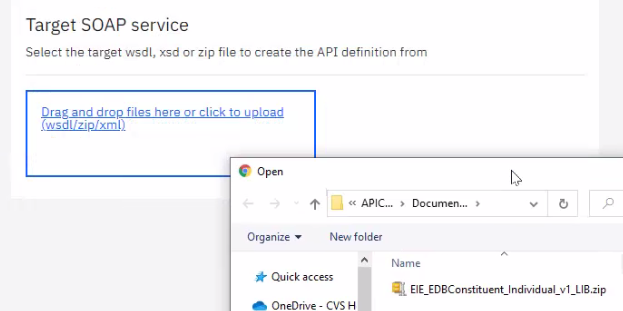 Target SOAP service
Select the target wsdl, xsd or zip file to create the API definition from
Drag and drop files here or click to upload
(wsdl/zip/xml)
Open
« APIC... › Documen... ›
Organize
New folder
Name
Quick access
EIE_EDBConstituent_Individual_v1_LIB.zip
OneDrive - CVS H